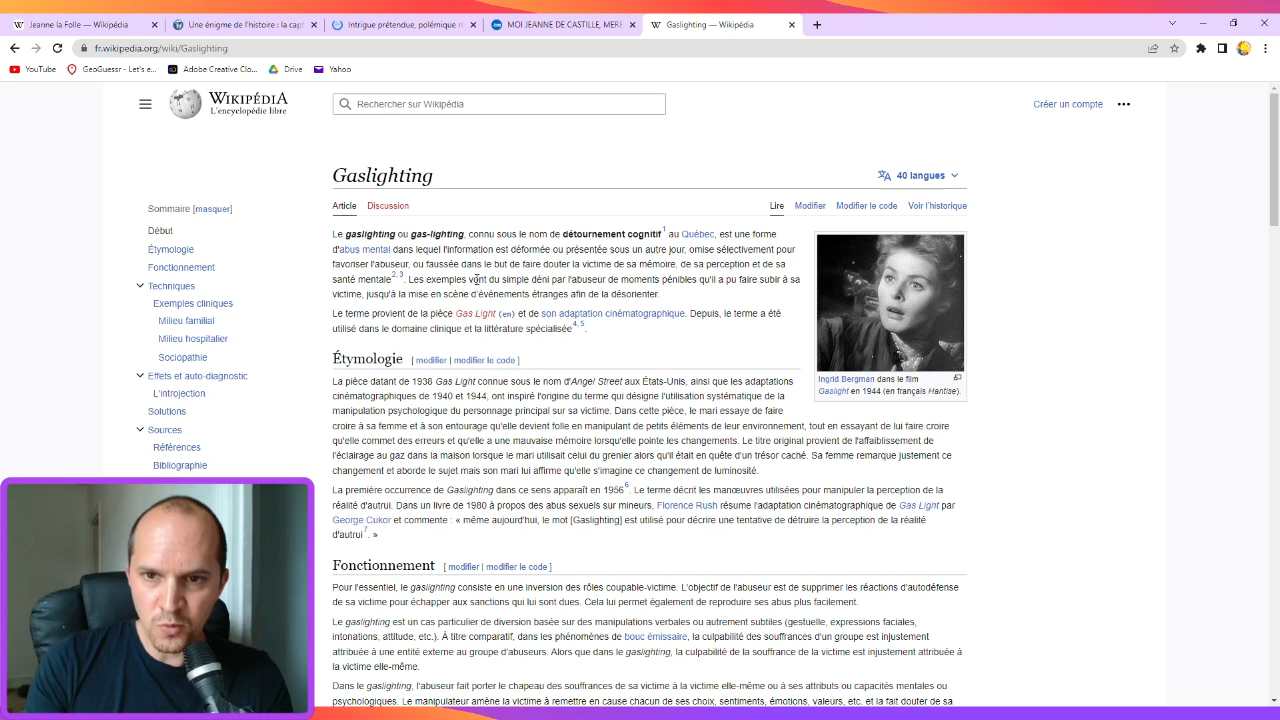 Jeanne la Folle — Wikipédia
Une énigme de l'histoire : la capt
Intrigue prétendue, polémique r
MOI JEANNE DE CASTILLE, MERE
Gaslighting — Wikipédia
fr.wikipedia.org/wiki/Gaslighting
YouTube
GeoGuessr - Let's e...
Adobe Creative Clo...
Drive
Yahoo
WIKIPÉDIA
L'encyclopédie libre
Rechercher sur Wikipédia
Créer un compte
Gaslighting
40 langues
Article
Discussion
Lire
Modifier
Modifier le code
Voir l'historique
Sommaire [masquer]
Début
Étymologie
Fonctionnement
Techniques
Exemples cliniques
Milieu familial
Milieu hospitalier
Sociopathie
Effets et auto-diagnostic
L'introjection
Solutions
Sources
Références
Bibliographie
Le gaslighting ou gas-lighting, connu sous le nom de détournement cognitif1 au Québec, est une forme
d'abus mental dans lequel l'information est déformée ou présentée sous un autre jour, omise sélectivement pour
favoriser l'abuseur, ou faussée dans le but de faire douter la victime de sa mémoire, de sa perception et de sa
santé mentale2, 3. Les exemples vont du simple déni par l'abuseur de moments pénibles qu'il a pu faire subir à sa
victime, jusqu'à la mise en scène d'événements étranges afin de la désorienter.
Le terme provient de la pièce Gas Light (en) et de son adaptation cinématographique. Depuis, le terme a été
utilisé dans le domaine clinique et la littérature spécialisée4, 5.
Ingrid Bergman dans le film
Gaslight en 1944 (en français Hantise).
Étymologie [ modifier | modifier le code ]
La pièce datant de 1938 Gas Light connue sous le nom d'Angel Street aux États-Unis, ainsi que les adaptations
cinématographiques en 1940 et 1944, ont inspiré l'origine du terme qui désigne l'utilisation systématique de la
manipulation psychologique du personnage principal sur sa victime. Dans cette pièce, le mari essaye de faire
croire à sa femme et à son entourage qu'elle devient folle en manipulant de petits éléments de leur environnement, tout en essayant de lui faire croire
qu'elle commet des erreurs et qu'elle a une mauvaise mémoire lorsqu'elle pointe les changements. Le titre original provient de l'affaiblissement de
l'éclairage au gaz dans la maison lorsque le mari utilisait celui du grenier alors qu'il était en quête d'un trésor caché. Sa femme remarque justement ce
changement et aborde le sujet mais son mari lui affirme qu'elle s'imagine ce changement de luminosité.
La première occurrence de Gaslighting dans ce sens apparaît en 19566. Le terme décrit les manœuvres utilisées pour manipuler la perception de la
réalité d'autrui. Dans un livre de 1980 à propos des abus sexuels sur mineurs, Florence Rush résume l'adaptation cinématographique de Gas Light par
George Cukor et commente : « même aujourd'hui, le mot [Gaslighting] est utilisé pour décrire une tentative de détruire la perception de la réalité
d'autrui7. »
Fonctionnement [ modifier | modifier le code ]
Pour l'essentiel, le gaslighting consiste en une inversion des rôles coupable-victime. L'objectif de l'abuseur est de supprimer les réactions d'autodéfense
de sa victime pour échapper aux sanctions qui lui sont dues. Cela lui permet également de reproduire ses abus plus facilement.
Le gaslighting est un cas particulier de diversion basée sur des manipulations verbales ou autrement subtiles (gestuelle, expressions faciales,
intonations, attitude, etc.). À titre comparatif, dans les phénomènes de bouc émissaire, la culpabilité des souffrances d'un groupe est injustement
attribuée à une entité externe au groupe d'abuseurs. Alors que dans le gaslighting, la culpabilité de la souffrance de la victime est injustement attribuée à
la victime elle-même.
Dans le gaslighting, l'abuseur fait porter le chapeau des souffrances de sa victime à la victime elle-même ou à ses attributs ou capacités mentales ou
psychologiques. Le manipulateur amène la victime à remettre en cause chacun de ses choix, sentiments, émotions, valeurs, etc. et la fait douter de sa